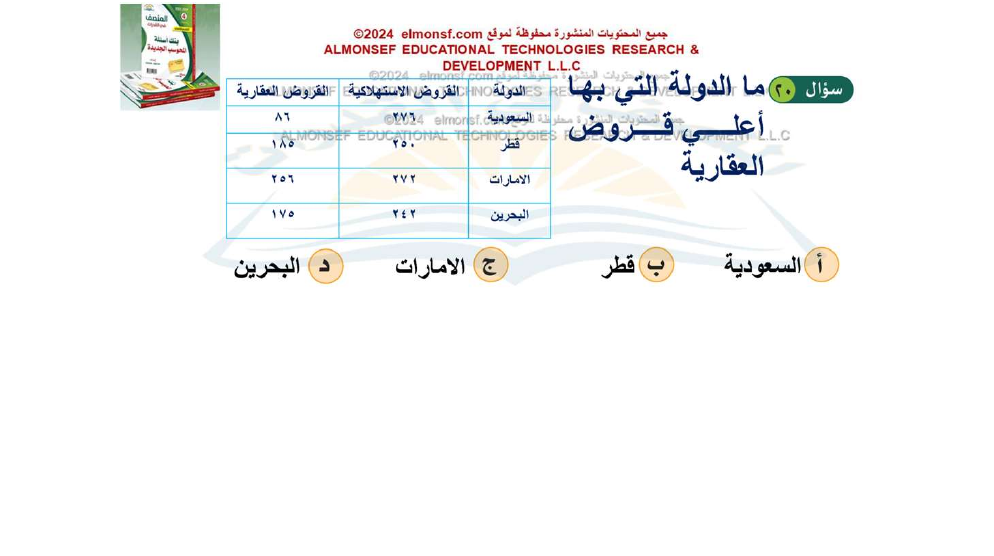 جميع المحتويات المنشورة محفوظة لموقع elmonsf.com ©2024
ALMONSEF EDUCATIONAL TECHNOLOGIES RESEARCH &
DEVELOPMENT L.L.C
سؤال ٢٠
ما الدولة التي بها
أعلي قروض
العقارية
الدولة القروض الاستهلاكية القروض العقارية
السعودية ٢٧٦ ٨٦
قطر ٢٥٠ ١٨٥
الامارات ٢٧٢ ٢٥٦
البحرين ٢٤٢ ١٧٥
أ السعودية ب قطر ج الامارات د البحرين
جميع المحتويات المنشورة محفوظة لموقع elmonsf.com ©2024
ALMONSEF EDUCATIONAL TECHNOLOGIES RESEARCH & DEVELOPMENT L.L.C
المنصف
بنك أسئلة
المحوسب الجديدة